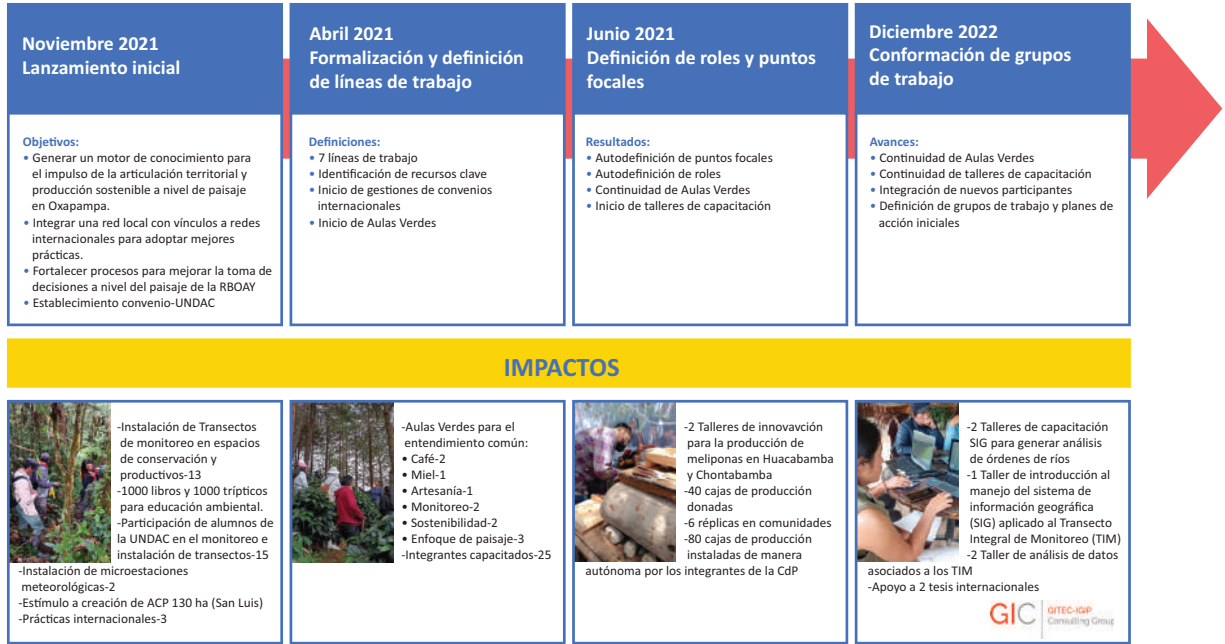 Noviembre 2021
Lanzamiento inicial
Objetivos:
• Generar un motor de conocimiento para
el impulso de la articulación territorial y
producción sostenible a nivel de paisaje
en Oxapampa.
• Integrar una red local con vínculos a redes
internacionales para adoptar mejores
prácticas.
• Fortalecer procesos para mejorar la toma de
decisiones a nivel del paisaje de la RBOAY
• Establecimiento convenio-UNDAC
Abril 2021
Formalización y definición
de líneas de trabajo
Definiciones:
• 7 líneas de trabajo
• Identificación de recursos clave
• Inicio de gestiones de convenios
internacionales
• Inicio de Aulas Verdes
Junio 2021
Definición de roles y puntos
focales
Resultados:
• Autodefinición de puntos focales
• Autodefinición de roles
• Continuidad de Aulas Verdes
• Inicio de talleres de capacitación
Diciembre 2022
Conformación de grupos
de trabajo
Avances:
• Continuidad de Aulas Verdes
• Continuidad de talleres de capacitación
• Integración de nuevos participantes
• Definición de grupos de trabajo y planes de
acción iniciales
IMPACTOS
-Instalación de Transectos
de monitoreo en espacios
de conservación y
productivos-13
-1000 libros y 1000 trípticos
para educación ambiental.
-Participación de alumnos de
la UNDAC en el monitoreo e
instalación de transectos-15
-Instalación de microestaciones
meteorológicas-2
-Estímulo a creación de ACP 130 ha (San Luis)
-Prácticas internacionales-3
-Aulas Verdes para el
entendimiento común:
• Café-2
• Miel-1
• Artesanía-1
• Monitoreo-2
• Sostenibilidad-2
• Enfoque de paisaje-3
-Integrantes capacitados-25
-2 Talleres de innovavción
para la producción de
meliponas en Huacabamba
y Chontabamba
-40 cajas de producción
donadas
-6 réplicas en comunidades
-80 cajas de producción
instaladas de manera
autónoma por los integrantes de la CdP
-2 Talleres de capacitación
SIG para generar análisis
de órdenes de ríos
-1 Taller de introducción al
manejo del sistema de
información geográfica
(SIG) aplicado al Transecto
Integral de Monitoreo (TIM)
-2 Taller de análisis de datos
asociados a los TIM
-Apoyo a 2 tesis internacionales
GIC
GITEC-IGIP
Consulting Group